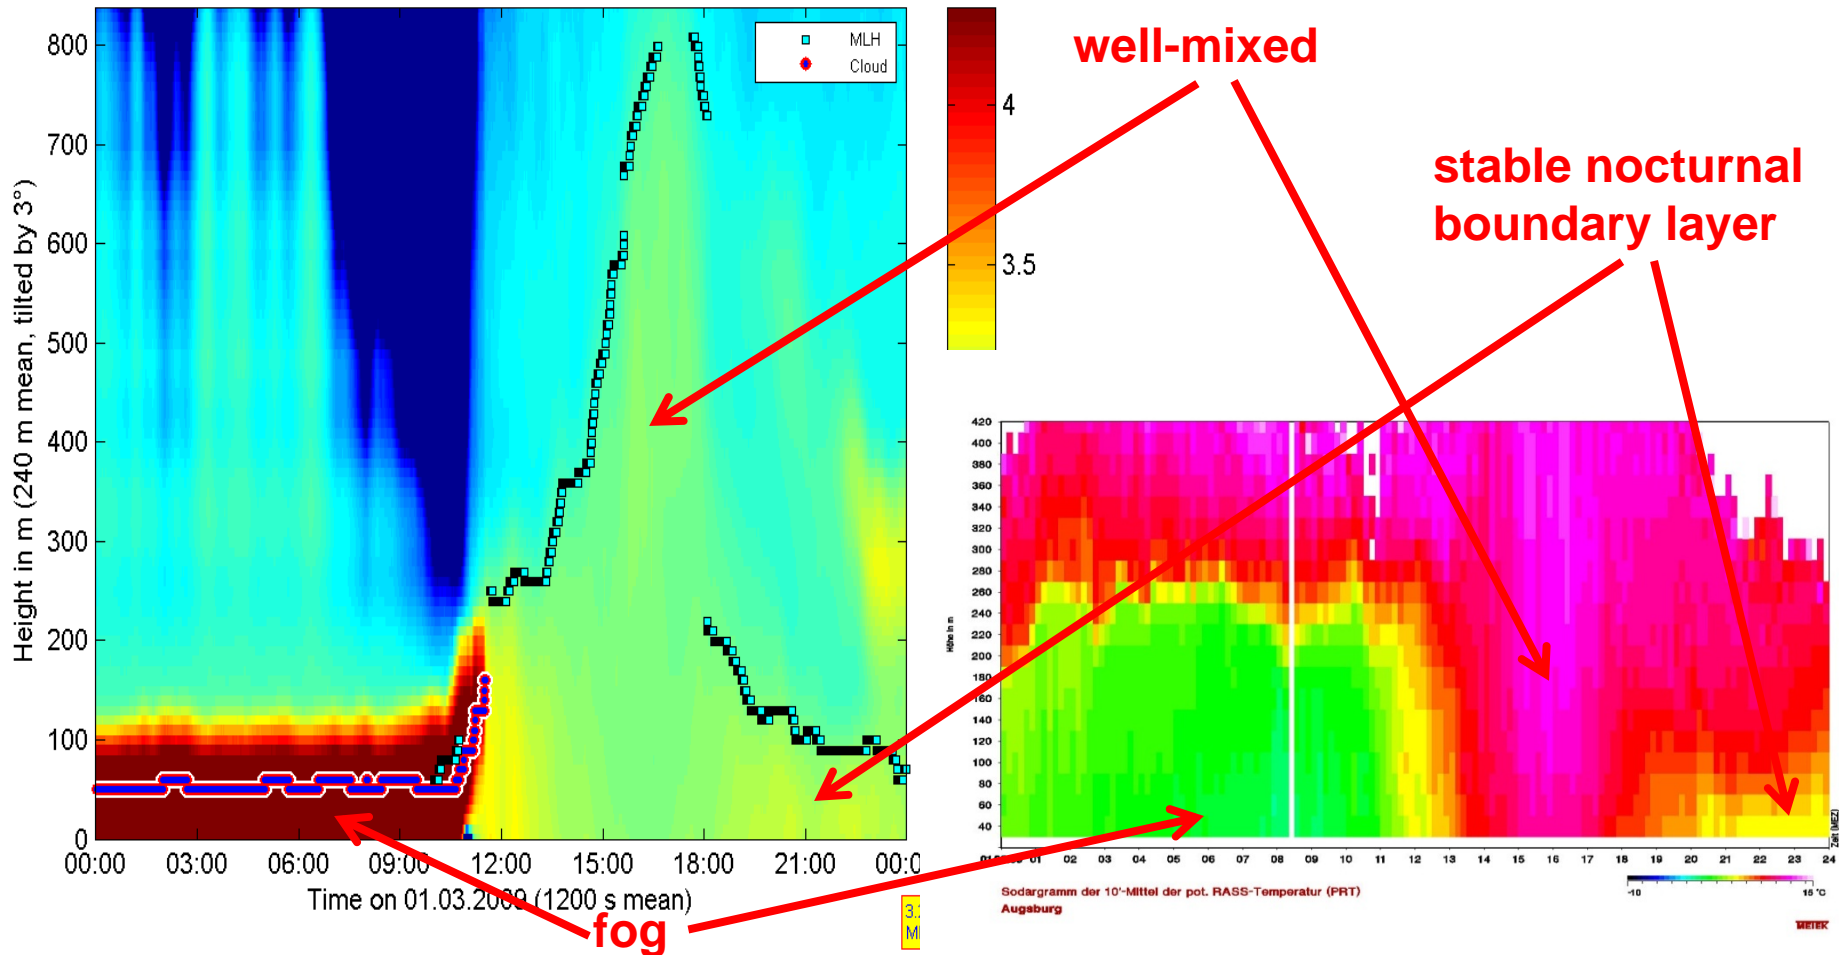 800
700
600
500
400
300
200
100
0
Height in m (240 m mean, tilted by 3°)
MLH
Cloud
00:00 03:00 06:00 09:00 12:00 15:00 18:00 21:00 00:0
Time on 01.03.2009 (1200 s mean)
4
3.5
well-mixed
stable nocturnal
boundary layer
fog
420
400
380
360
340
320
300
280
260
240
220
200
180
160
140
120
100
80
60
40
Höhe in m
01 02 03 04 05 06 07 08 09 10 11 12 13 14 15 16 17 18 19 20 21 22 23 24
Zeit (MEZ)
-10 15 °C
Sodargramm der 10'-Mittel der pot. RASS-Temperatur (PRT)
Augsburg
METEK